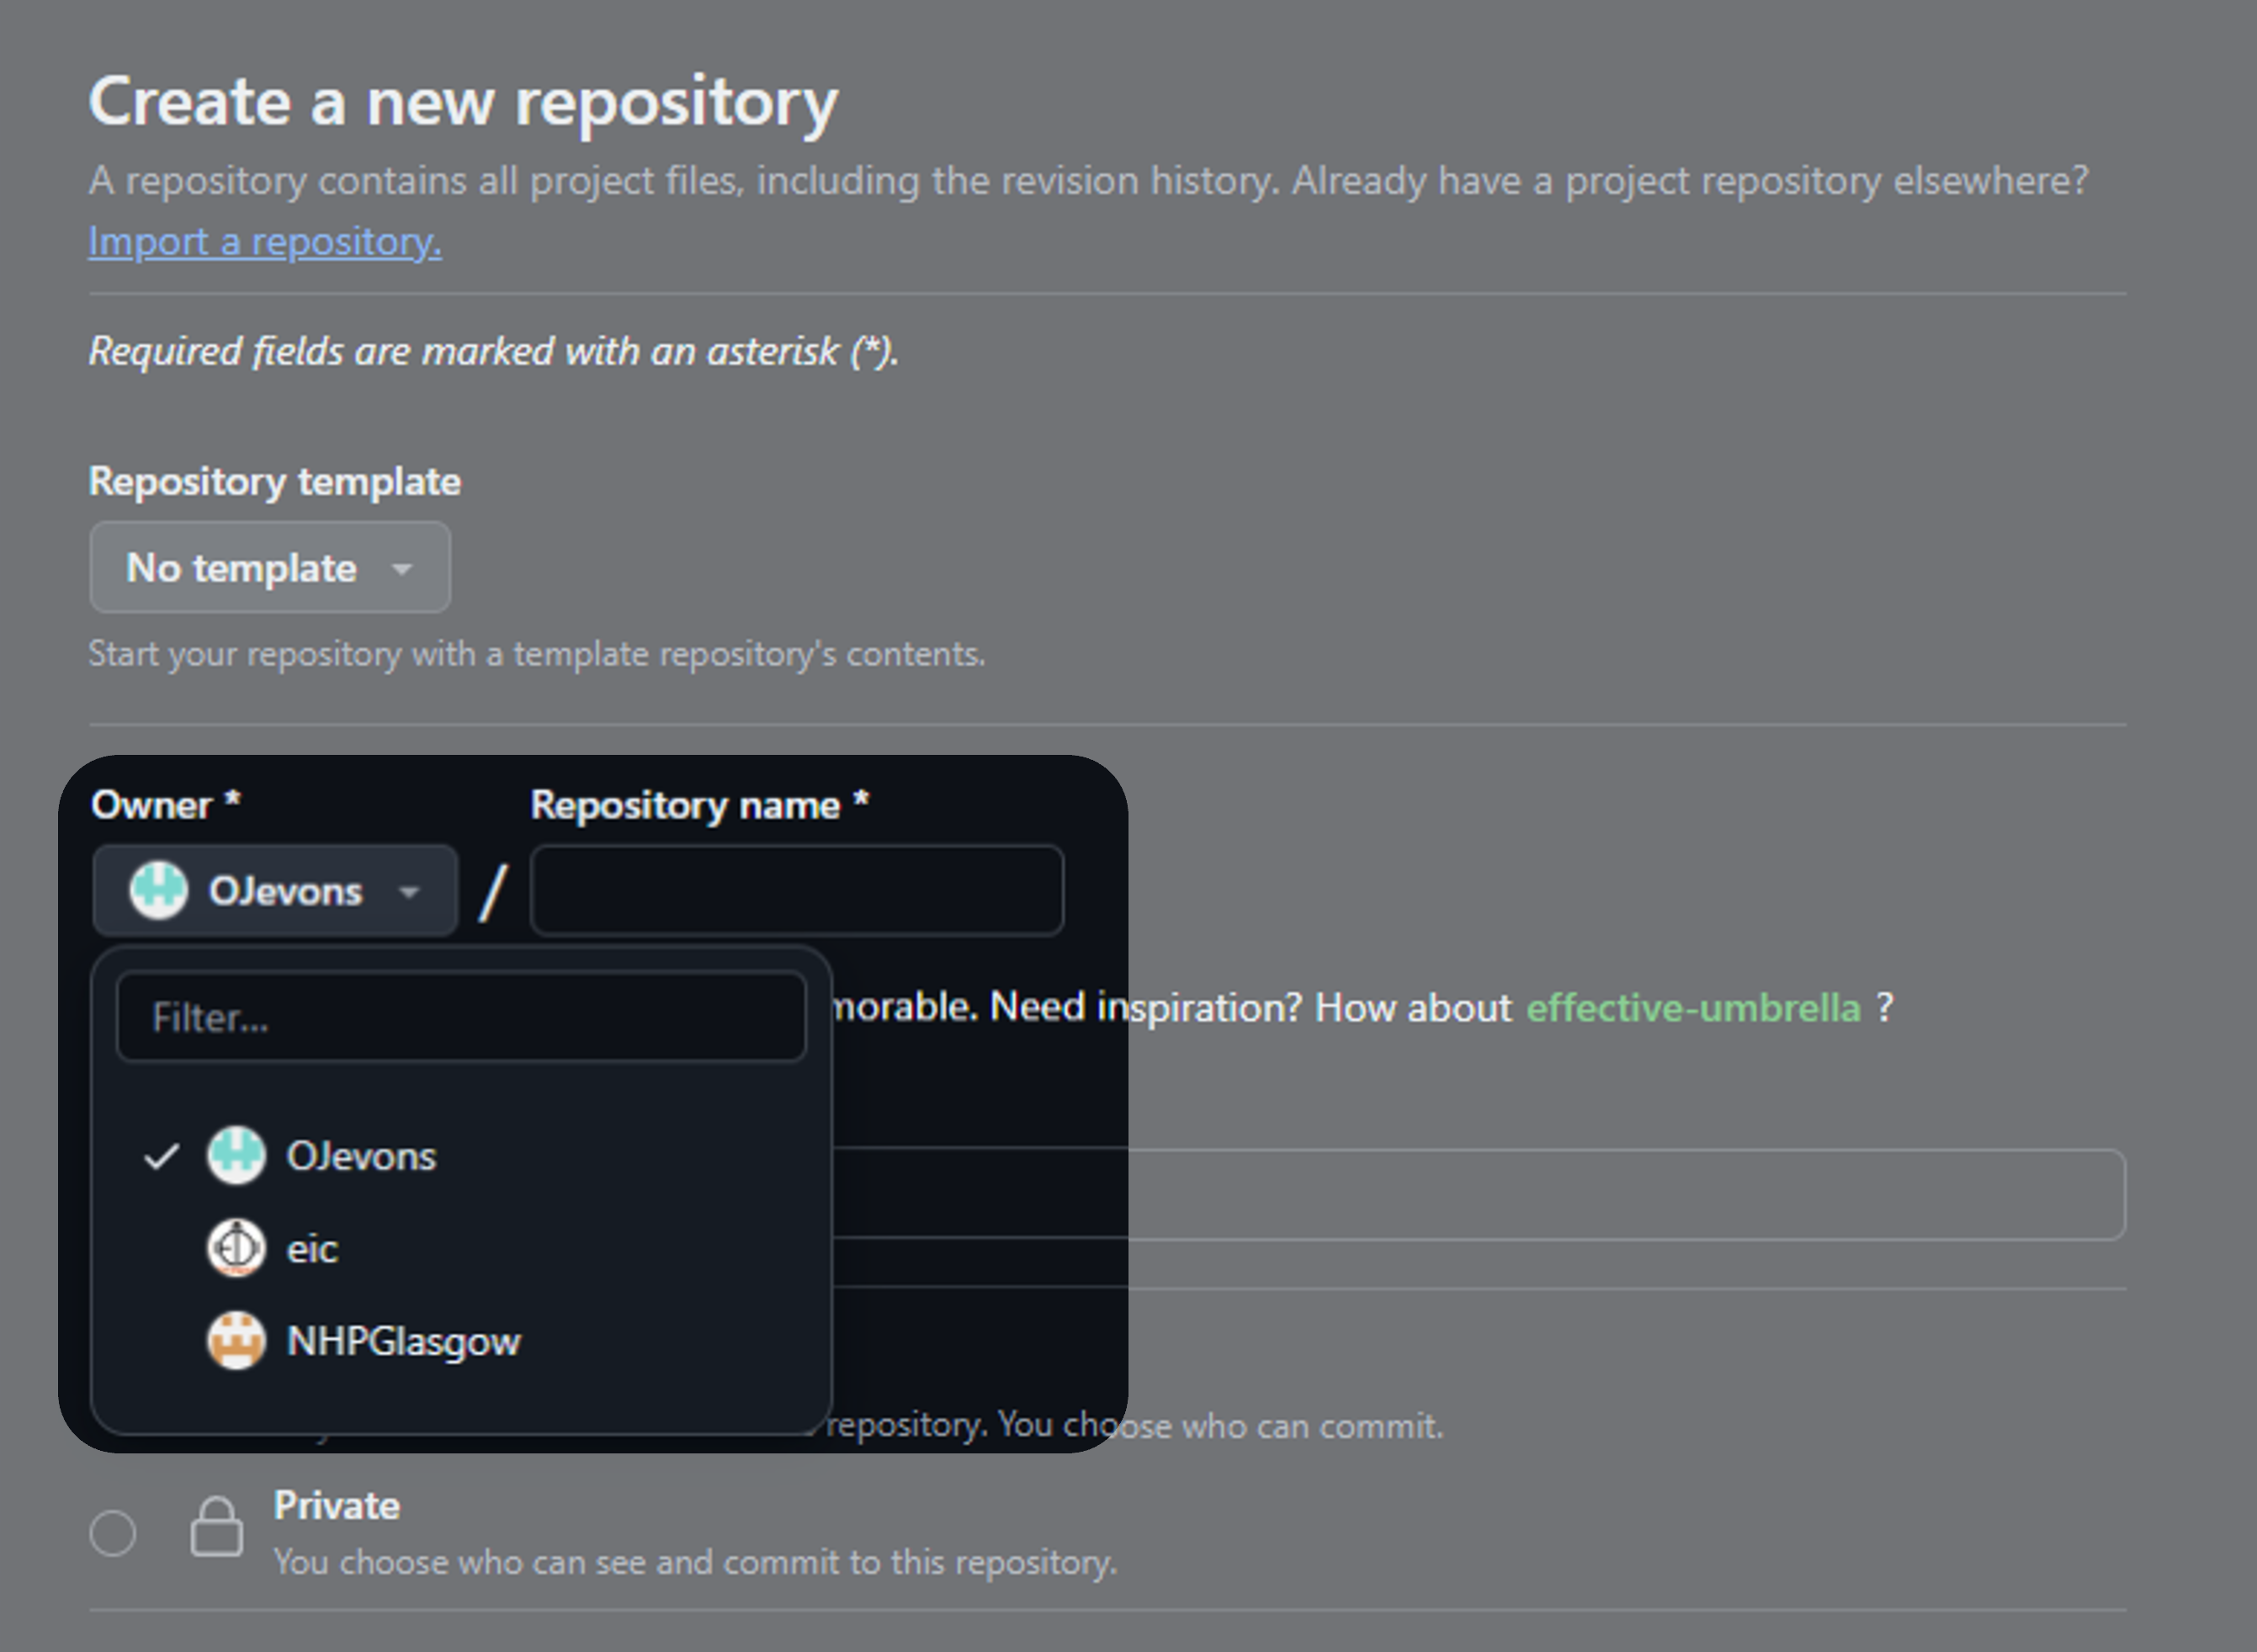 Create a new repository
A repository contains all project files, including the revision history. Already have a project repository elsewhere?
Import a repository.
Required fields are marked with an asterisk (*).
Repository template
No template
Start your repository with a template repository's contents.
Owner * Repository name *
OJevons /
Filter...
morable. Need inspiration? How about effective-umbrella ?
OJevons
eic
NHPGlasgow
repository. You choose who can commit.
Private
You choose who can see and commit to this repository.